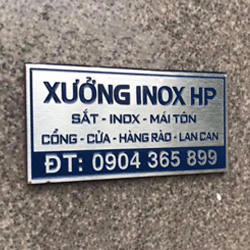 XƯỞNG INOX HP
SẮT - INOX - MÁI TÔN
CỔNG - CỬA - HÀNG RÀO - LAN CAN
ĐT: 0904 365 899